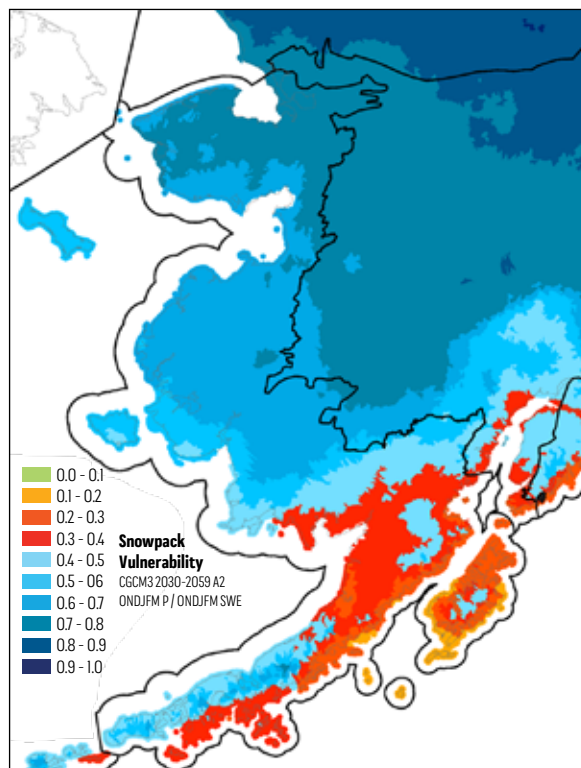 0.0 - 0.1
0.1 - 0.2
0.2 - 0.3
0.3 - 0.4
0.4 - 0.5
0.5 - 06
0.6 - 0.7
0.7 - 0.8
0.8 - 0.9
0.9 - 1.0
Snowpack
Vulnerability
CGCM3 2030-2059 A2
ONDJFM P / ONDJFM SWE